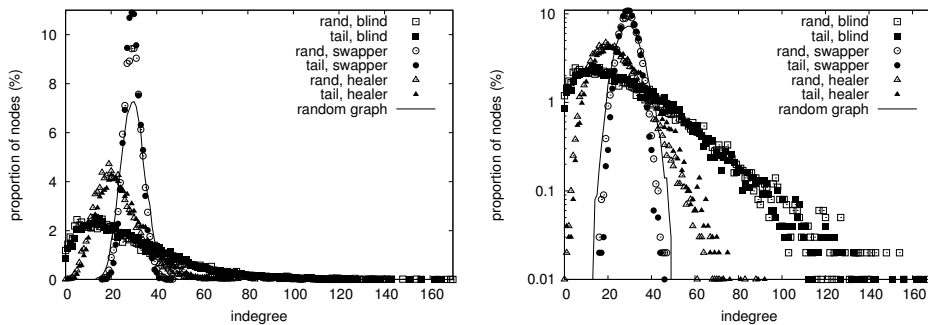 proportion of nodes (%)
10
8
6
4
2
0
rand, blind
tail, blind
rand, swapper
tail, swapper
rand, healer
tail, healer
random graph
0 20 40 60 80 100 120 140 160
indegree
proportion of nodes (%)
10
1
0.1
0.01
rand, blind
tail, blind
rand, swapper
tail, swapper
rand, healer
tail, healer
random graph
0 20 40 60 80 100 120 140 160
indegree